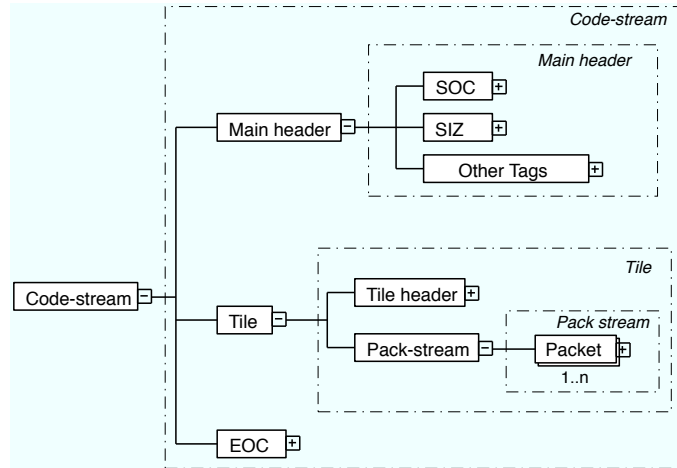 Code-stream
Main header
SOC
Main header
SIZ
Other Tags
Tile
Code-stream
Tile header
Tile
Pack stream
Pack-stream
Packet
1..n
EOC